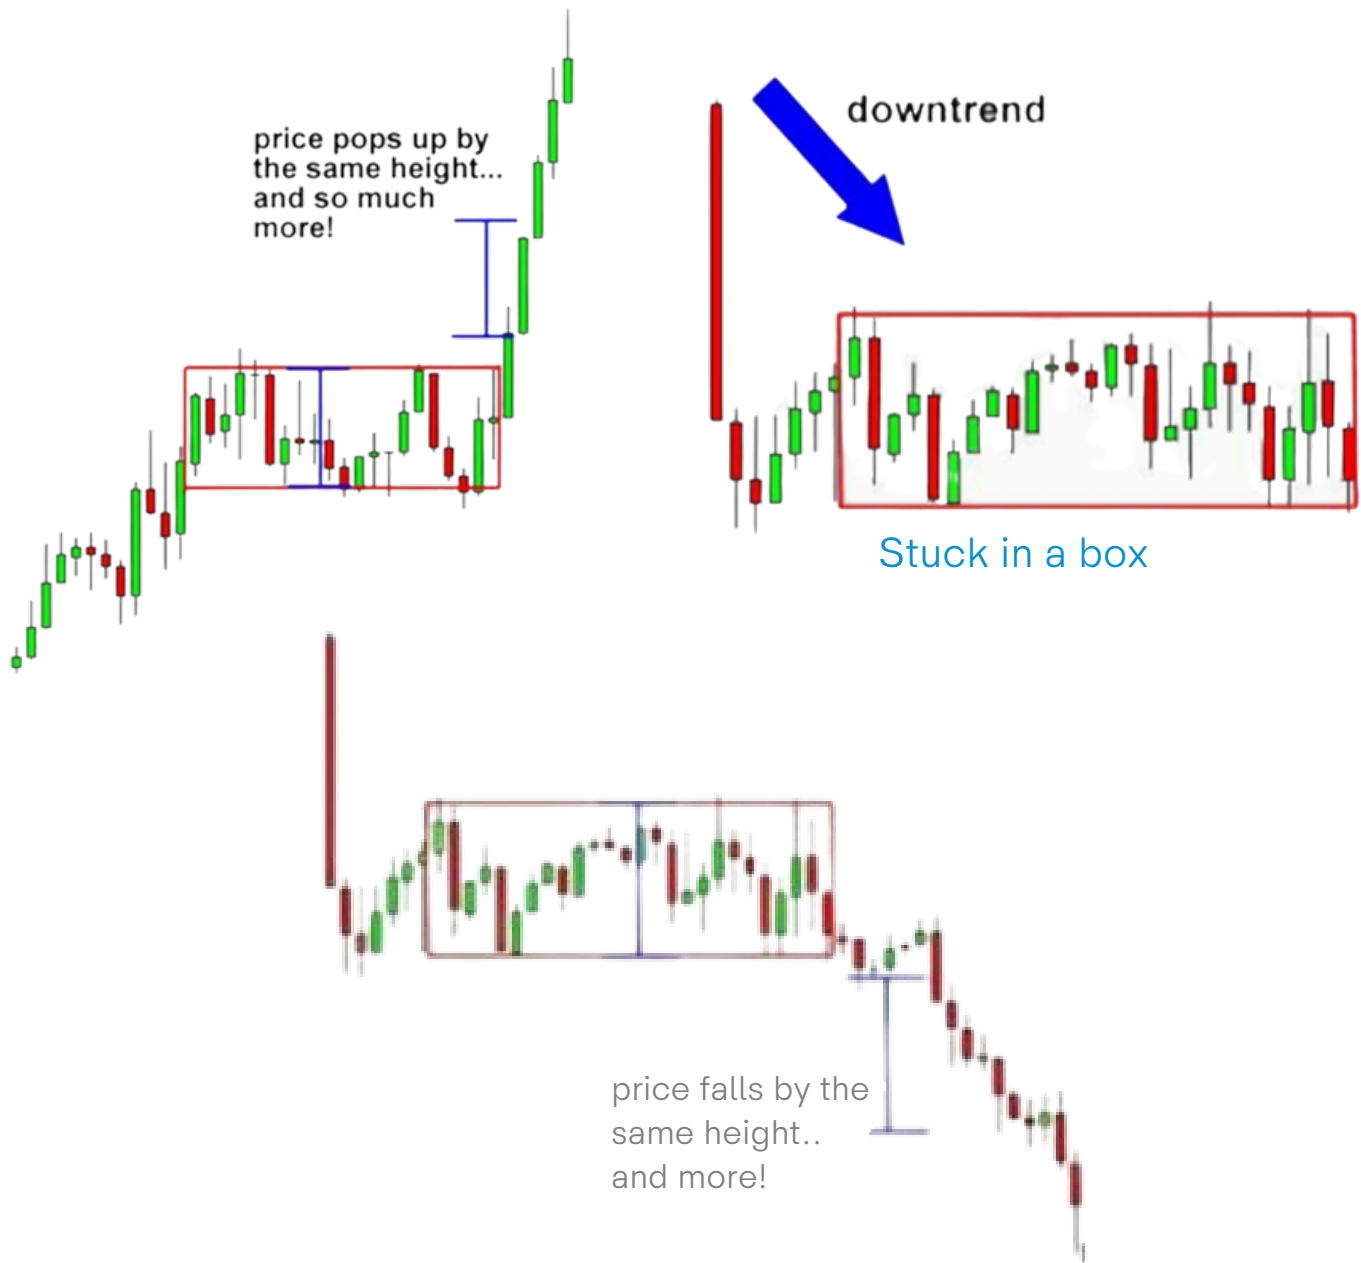 price pops up by
the same height...
and so much
more!
downtrend
Stuck in a box
price falls by the
same height..
and more!